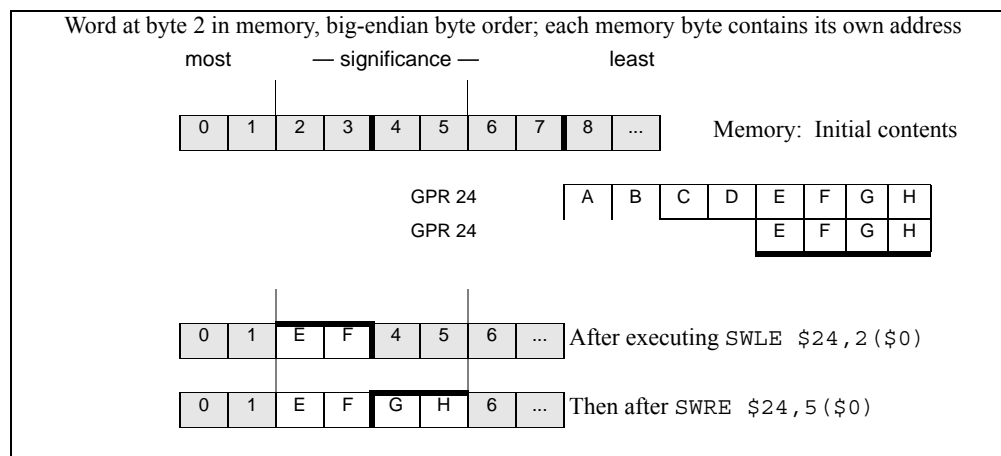 Word at byte 2 in memory, big-endian byte order; each memory byte contains its own address
most — significance — least
0 1 2 3 4 5 6 7 8 ... Memory: Initial contents
GPR 24 A B C D E F G H
GPR 24 E F G H
0 1 E F 4 5 6 ... After executing SWLE $24,2($0)
0 1 E F G H 6 ... Then after SWRE $24,5($0)